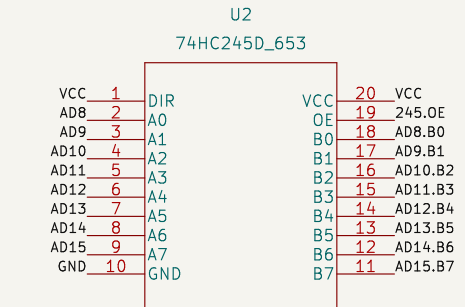 U2
74HC245D_653
VCC 1 DIR VCC 20 VCC
AD8 2 A0 OE 19 245.OE
AD9 3 A1 B0 18 AD8.B0
AD10 4 A2 B1 17 AD9.B1
AD11 5 A3 B2 16 AD10.B2
AD12 6 A4 B3 15 AD11.B3
AD13 7 A5 B4 14 AD12.B4
AD14 8 A6 B5 13 AD13.B5
AD15 9 A7 B6 12 AD14.B6
GND 10 GND B7 11 AD15.B7